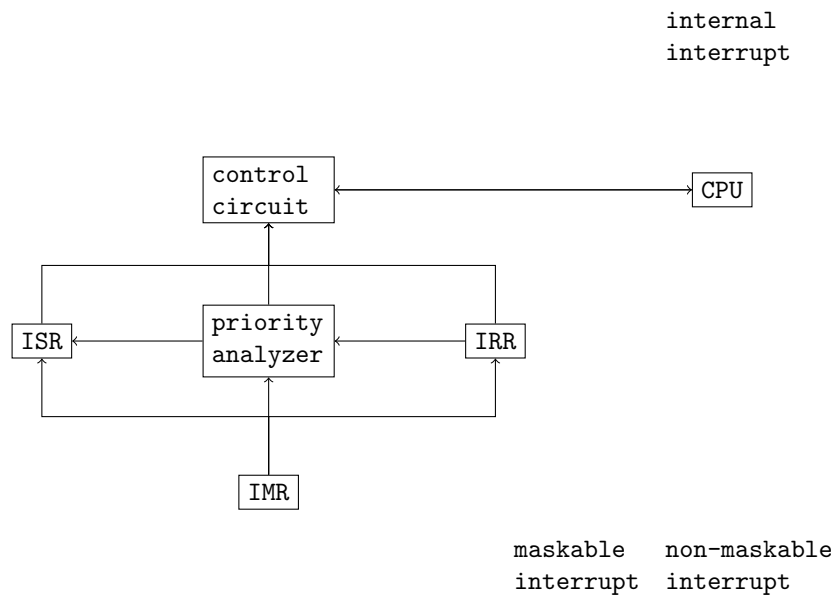 internal
interrupt
control
circuit
CPU
priority
analyzer
ISR
IRR
IMR
maskable
interrupt
non-maskable
interrupt